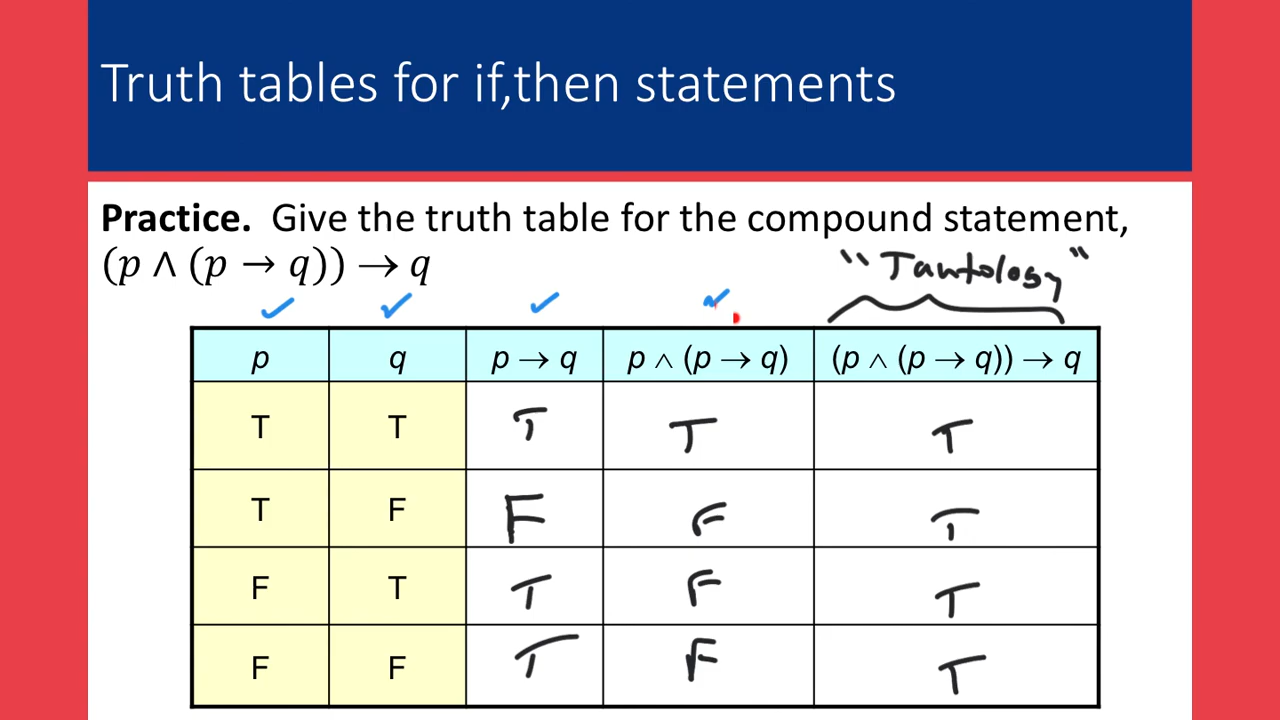 Truth tables for if,then statements
Practice. Give the truth table for the compound statement,
(p ∧ (p → q)) → q
"Tautology"
p q p → q p ∧ (p → q) (p ∧ (p → q)) → q
T T T T T
T F F F T
F T T F T
F F T F T